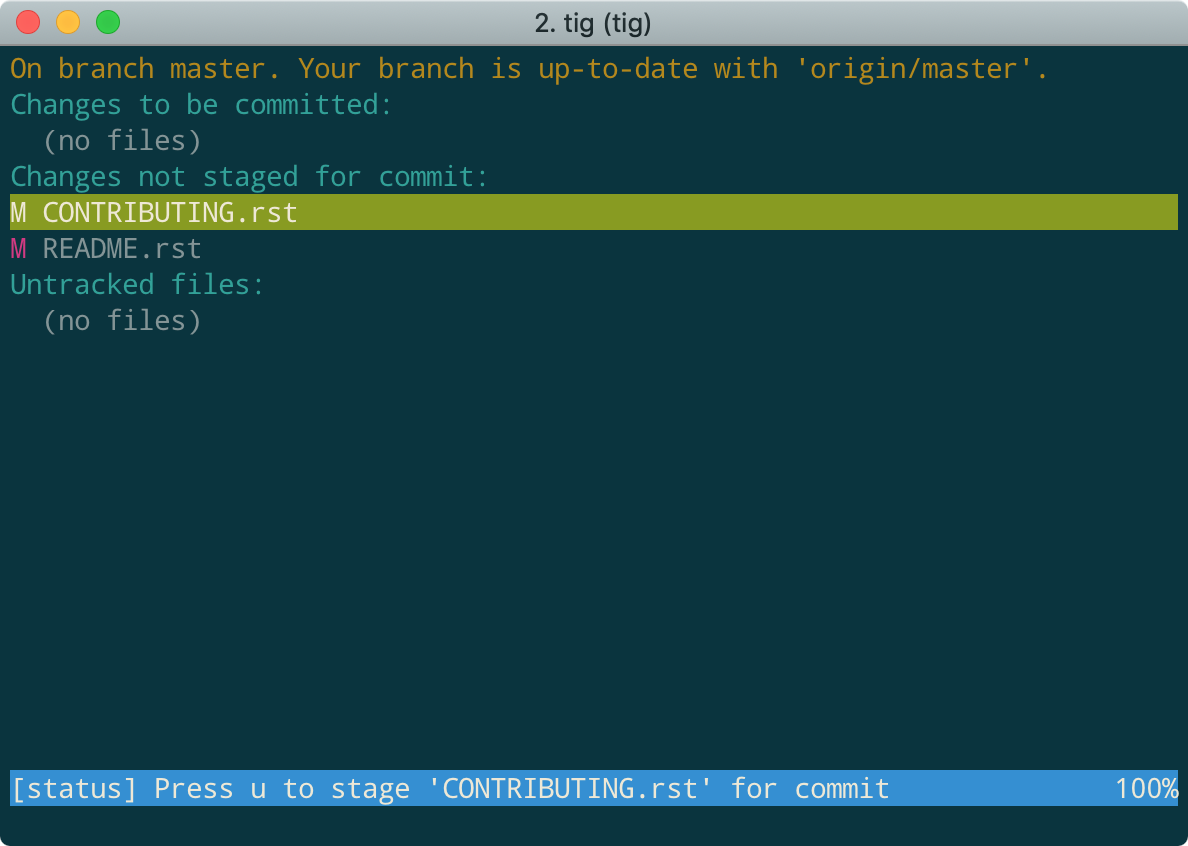 2. tig (tig)
On branch master. Your branch is up-to-date with 'origin/master'.
Changes to be committed:
  (no files)
Changes not staged for commit:
M CONTRIBUTING.rst
M README.rst
Untracked files:
  (no files)
[status] Press u to stage 'CONTRIBUTING.rst' for commit 100%